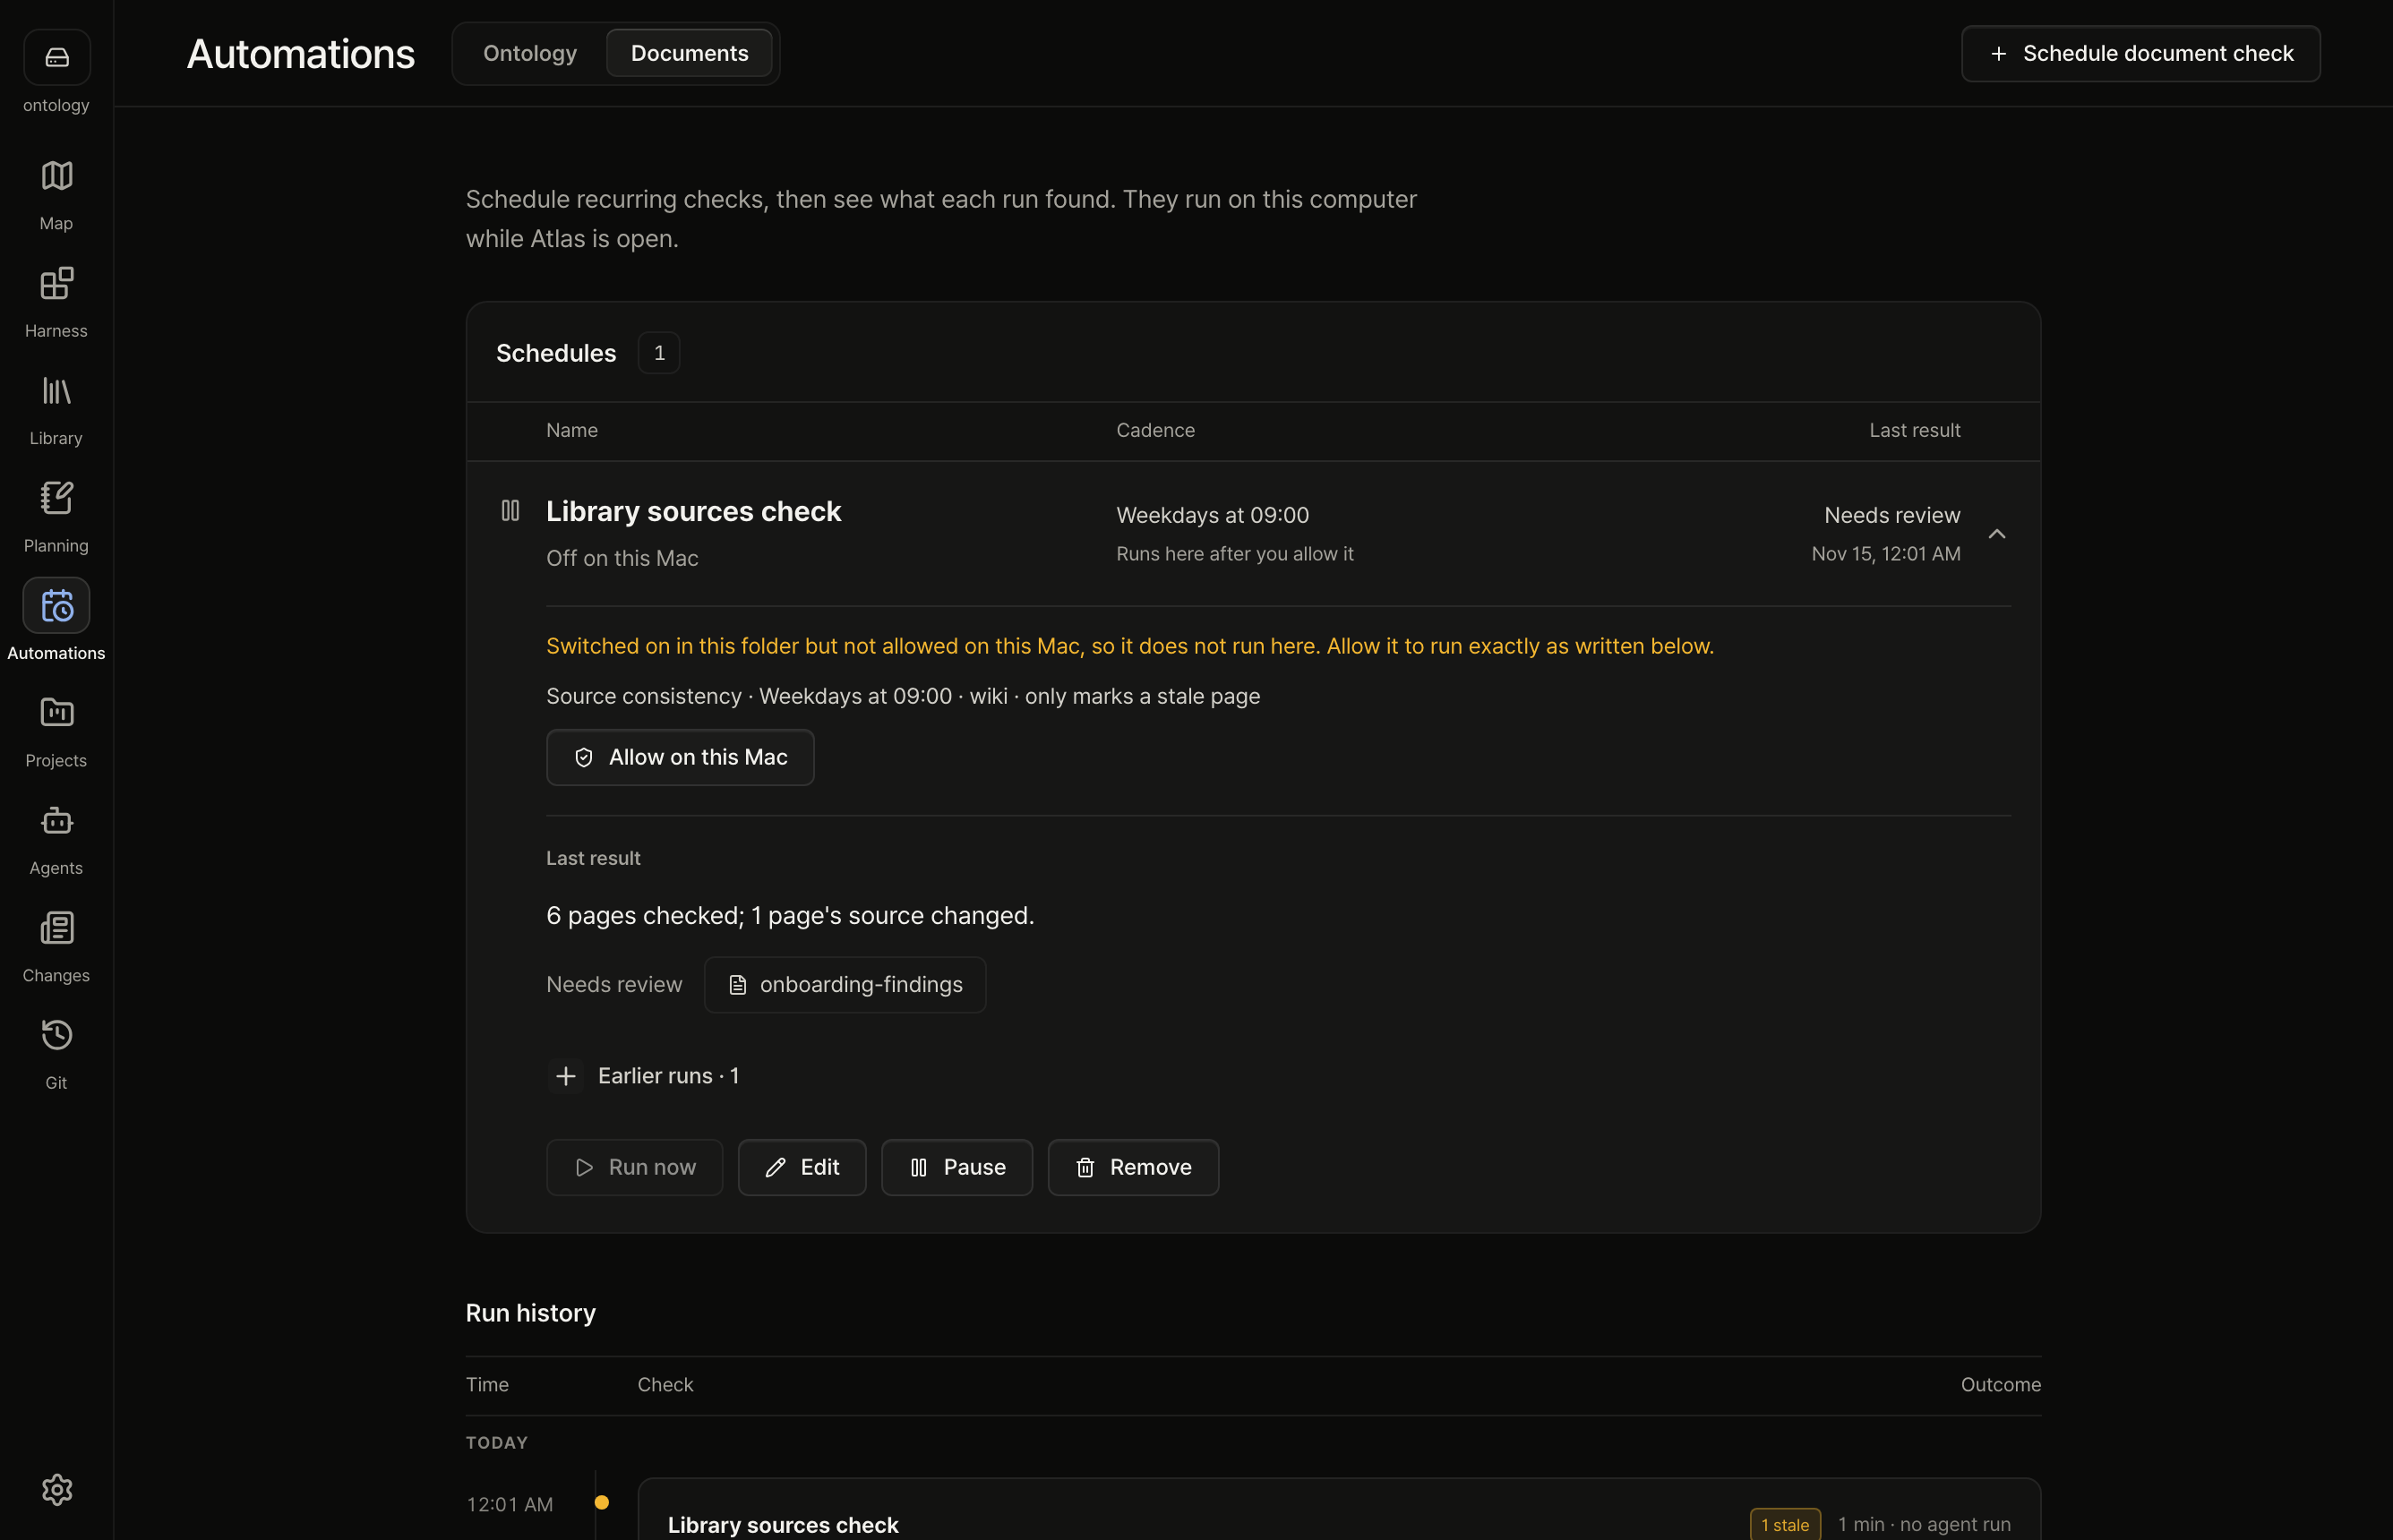 Automations
Ontology
Documents
Schedule document check
ontology
Map
Harness
Library
Planning
Automations
Projects
Agents
Changes
Git
Schedule recurring checks, then see what each run found. They run on this computer
while Atlas is open.
Schedules 1
Name Cadence Last result
Library sources check
Off on this Mac
Weekdays at 09:00
Runs here after you allow it
Needs review
Nov 15, 12:01 AM
Switched on in this folder but not allowed on this Mac, so it does not run here. Allow it to run exactly as written below.
Source consistency · Weekdays at 09:00 · wiki · only marks a stale page
Allow on this Mac
Last result
6 pages checked; 1 page's source changed.
Needs review onboarding-findings
Earlier runs · 1
Run now Edit Pause Remove
Run history
Time Check Outcome
TODAY
12:01 AM
Library sources check 1 stale 1 min · no agent run